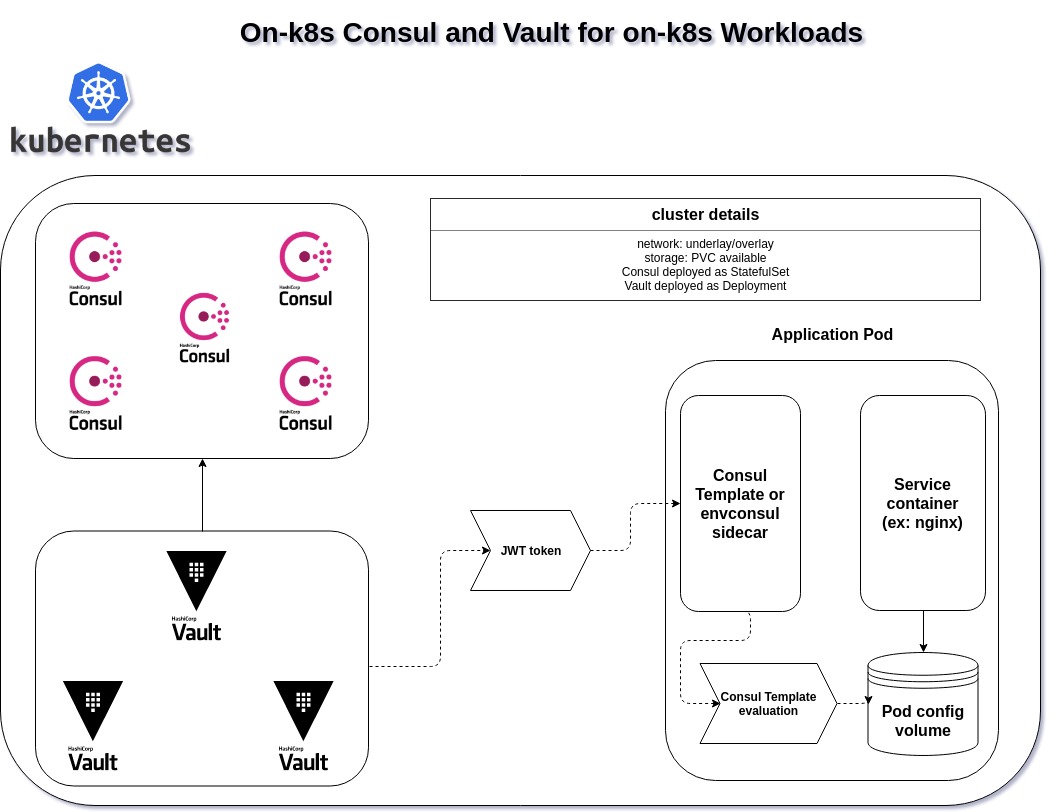 On-k8s Consul and Vault for on-k8s Workloads
kubernetes
cluster details
network: underlay/overlay
storage: PVC available
Consul deployed as StatefulSet
Vault deployed as Deployment
HashiCorp
Consul
HashiCorp
Consul
HashiCorp
Consul
HashiCorp
Consul
HashiCorp
Consul
Application Pod
Consul
Template or
envconsul
sidecar
Service
container
(ex: nginx)
JWT token
HashiCorp
Vault
HashiCorp
Vault
HashiCorp
Vault
Consul Template
evaluation
Pod config
volume